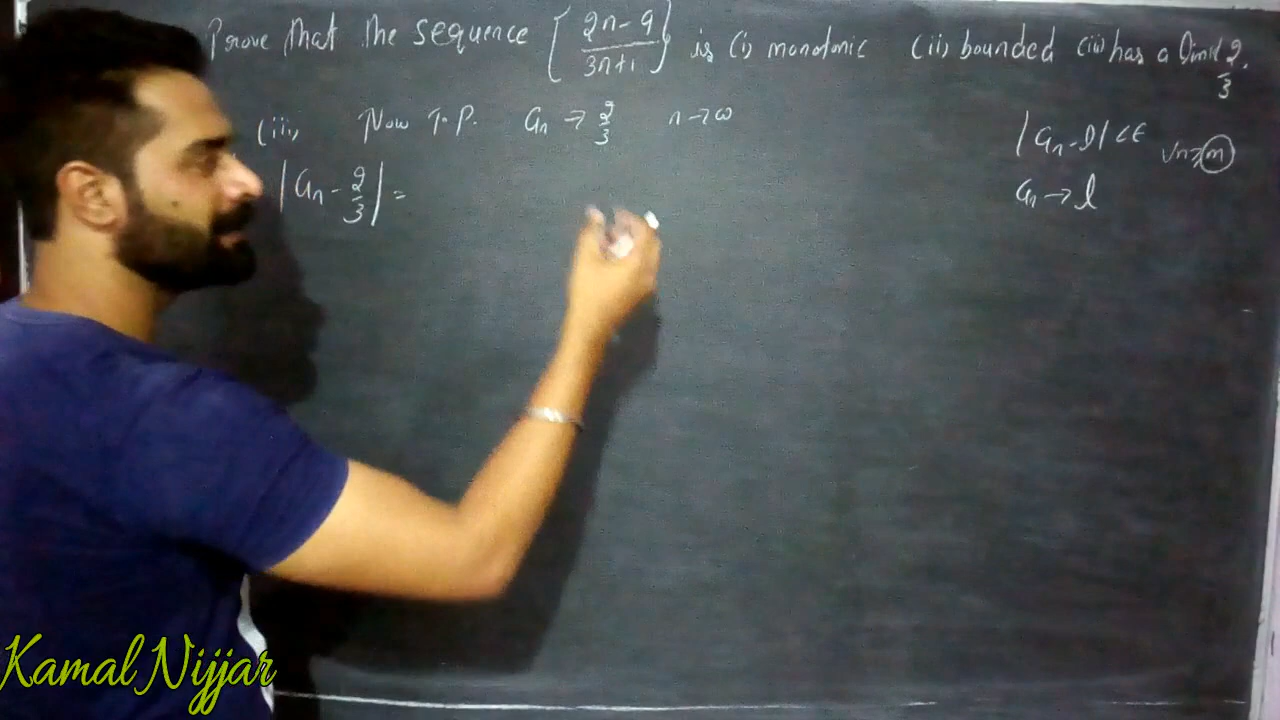 Prove that the sequence {2n-9/3n+1} is (i) monotonic (ii) bounded (iii) has a limit 2/3.
(iii) Now T.P. an → 2/3 n→∞
|an - 2/3| =
|an - l| < ε ∀n≥m
an → l
Kamal Nijjar